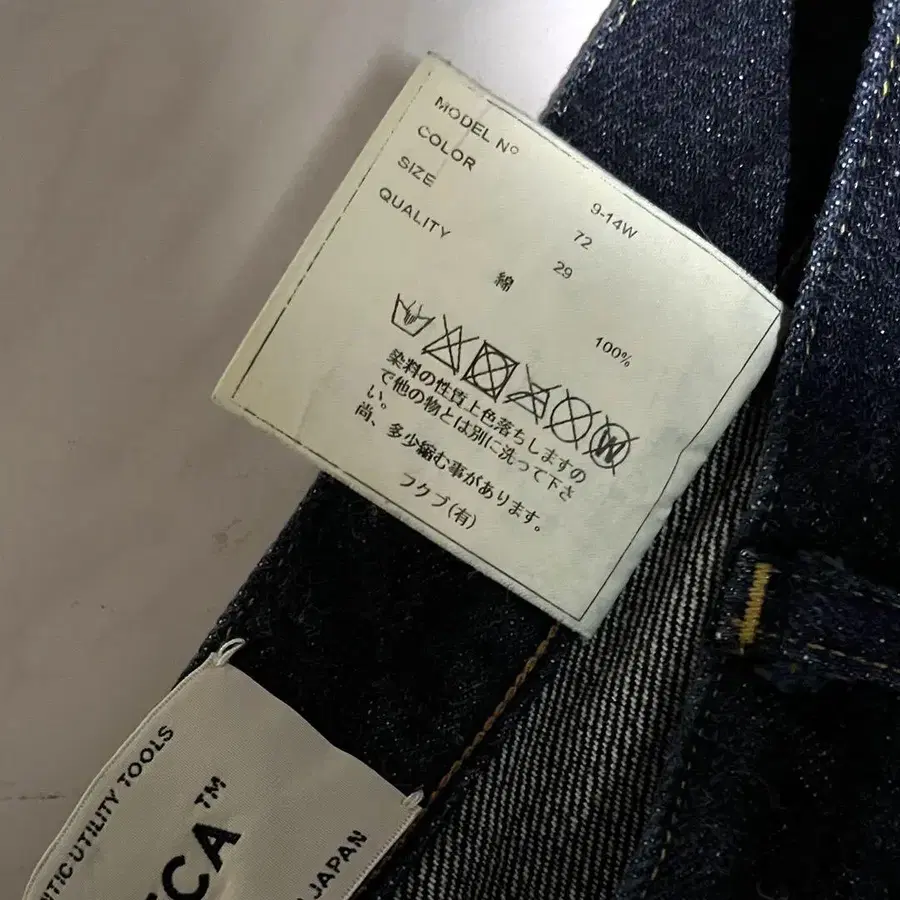 MODEL Nº 9-14W
COLOR 72
SIZE 29
QUALITY
綿 100%
染料の性質上色落ちしますの
で他の物とは別に洗って下さ
い。
尚、多少縮む事があります。
フクブ(有)
UTILITY TOOLS
CA™
JAPAN